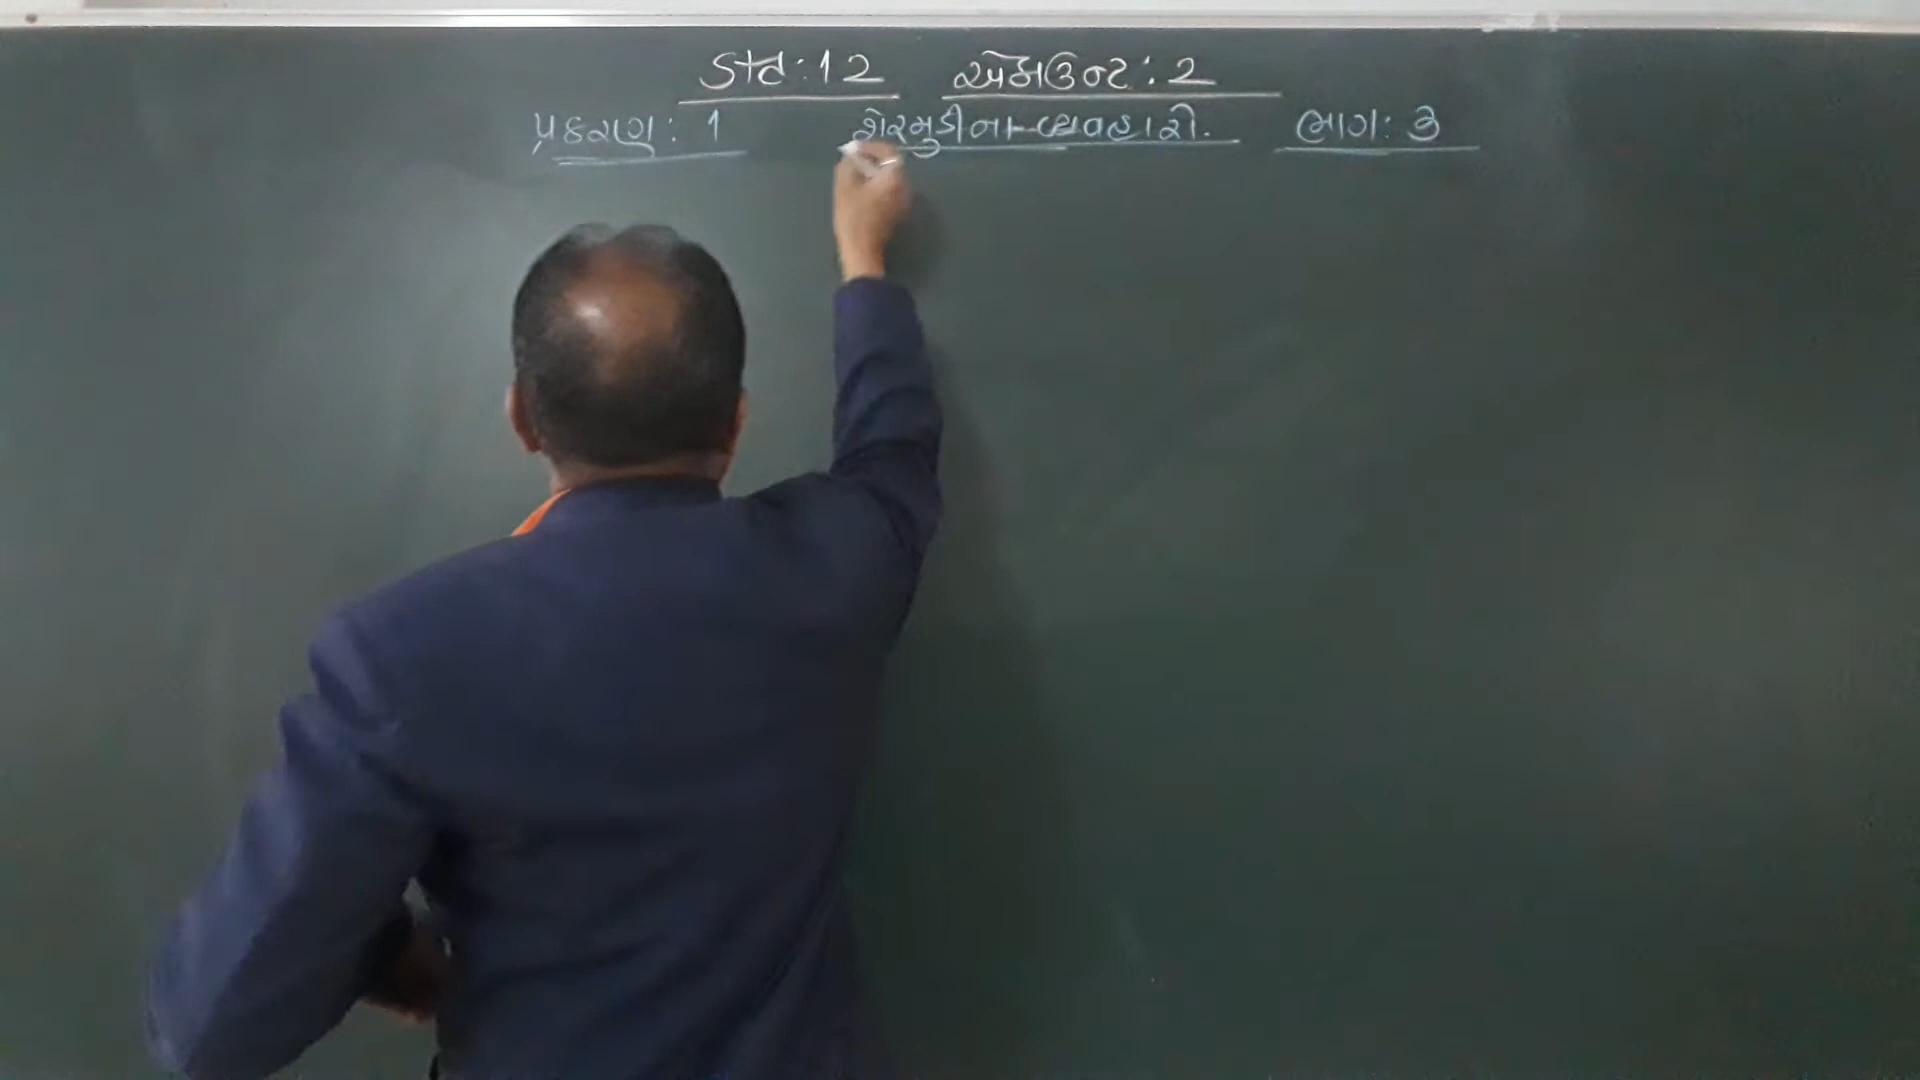 ધોરણ : 12 એકાઉન્ટ : 2
પ્રકરણ : 1 શેરમુડીના વ્યવહારો. ભાગ : 3